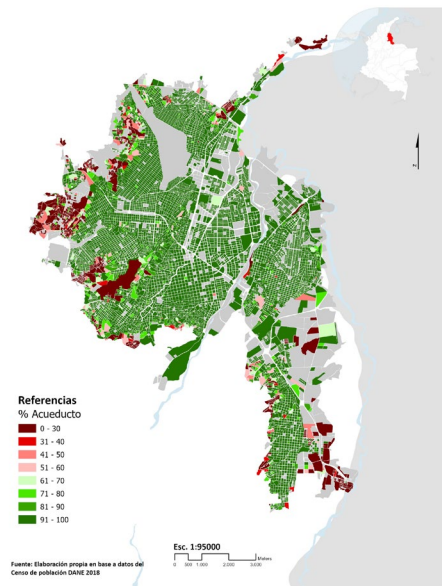 Referencias
% Acueducto
0 - 30
31 - 40
41 - 50
51 - 60
61 - 70
71 - 80
81 - 90
91 - 100
Esc. 1:95000
0 500 1.000 2.000 3.000
Meters
Fuente: Elaboración propia en base a datos del
Censo de población DANE 2018